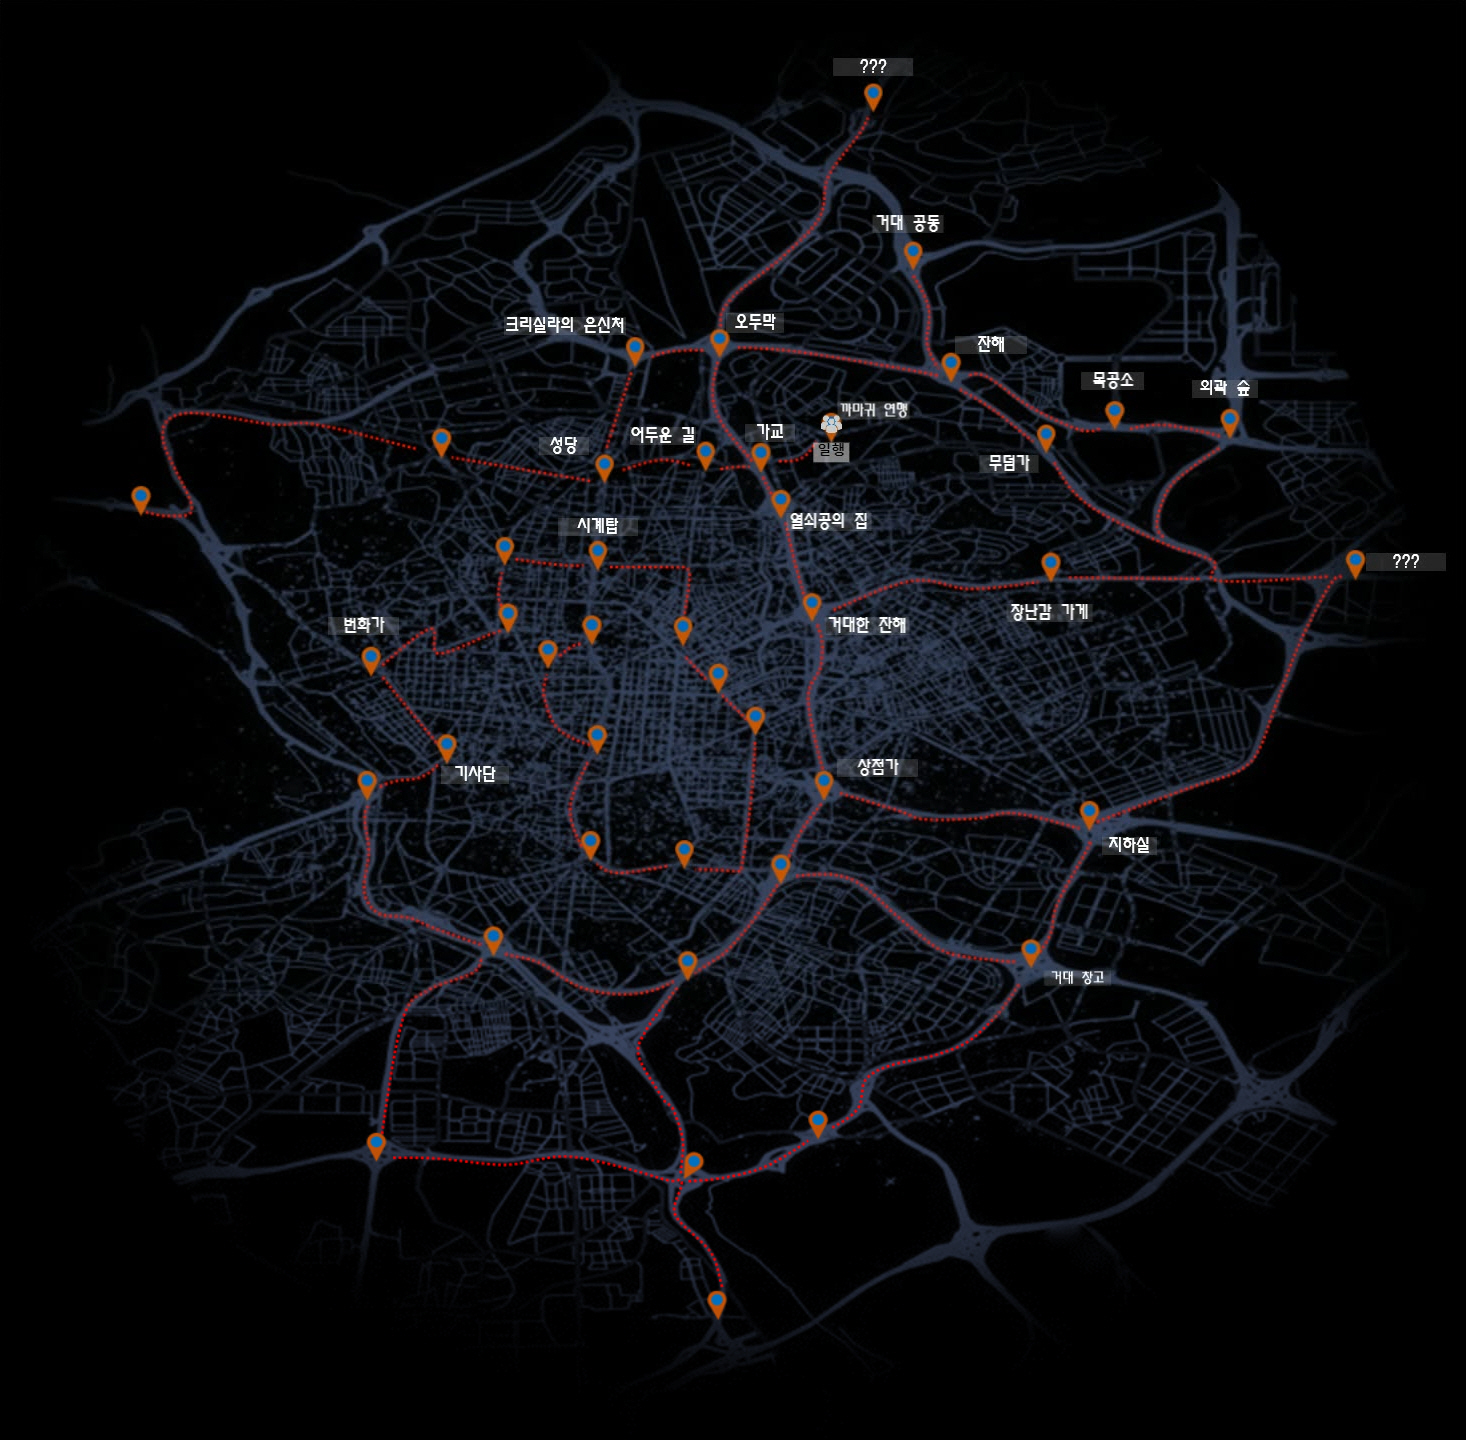 ???
거대 공동
오두막
크리실라의 은신처
잔해
목공소
외곽 숲
까마귀 연맹
가교
어두운 길
성당
일행
무덤가
열쇠공의 집
시계탑
???
장난감 가게
거대한 잔해
번화가
상점가
기사단
지하실
거대 창고